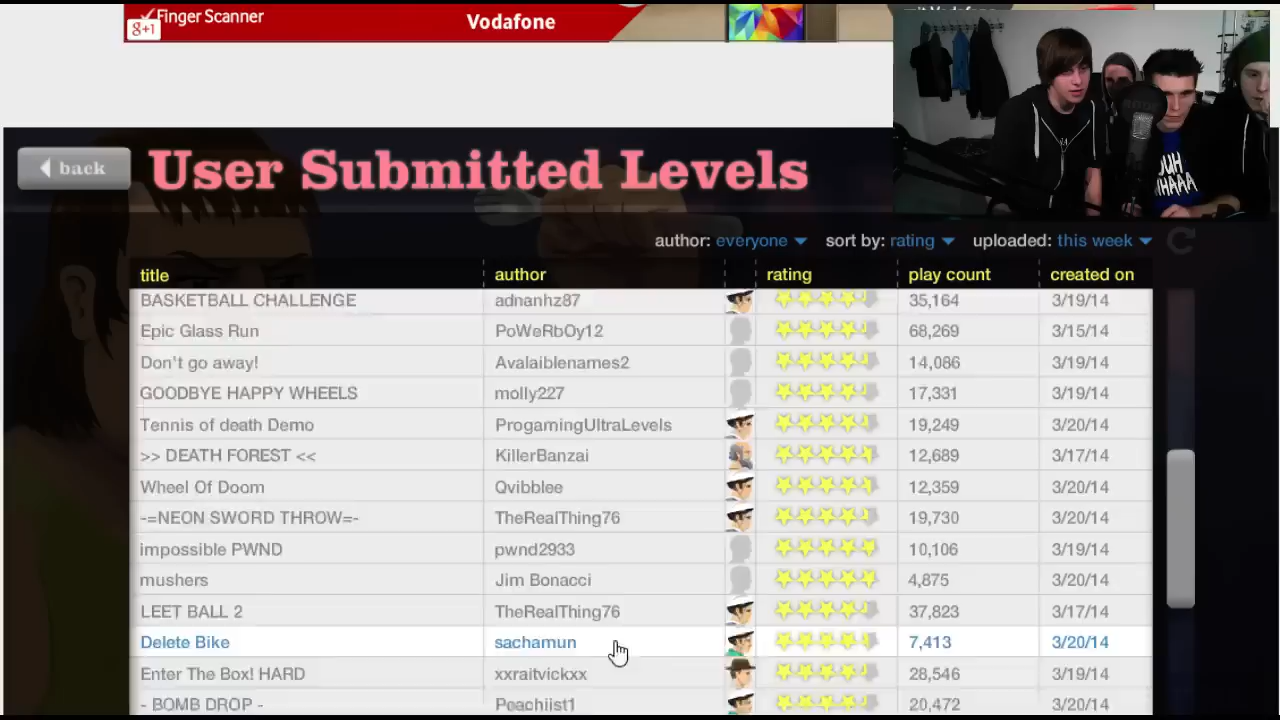 Finger Scanner
Vodafone
g+1
back
User Submitted Levels
author: everyone sort by: rating uploaded: this week
title author rating play count created on
BASKETBALL CHALLENGE adnanhz87 35,164 3/19/14
Epic Glass Run PoWeRbOy12 68,269 3/15/14
Don't go away! Avalaiblenames2 14,086 3/19/14
GOODBYE HAPPY WHEELS molly227 17,331 3/19/14
Tennis of death Demo ProgamingUltraLevels 19,249 3/20/14
>> DEATH FOREST << KillerBanzai 12,689 3/17/14
Wheel Of Doom Qvibblee 12,359 3/20/14
-=NEON SWORD THROW=- TheRealThing76 19,730 3/20/14
impossible PWND pwnd2933 10,106 3/19/14
mushers Jim Bonacci 4,875 3/20/14
LEET BALL 2 TheRealThing76 37,823 3/17/14
Delete Bike sachamun 7,413 3/20/14
Enter The Box! HARD xxraitvickxx 28,546 3/19/14
- BOMB DROP - Peachiist1 20,472 3/20/14